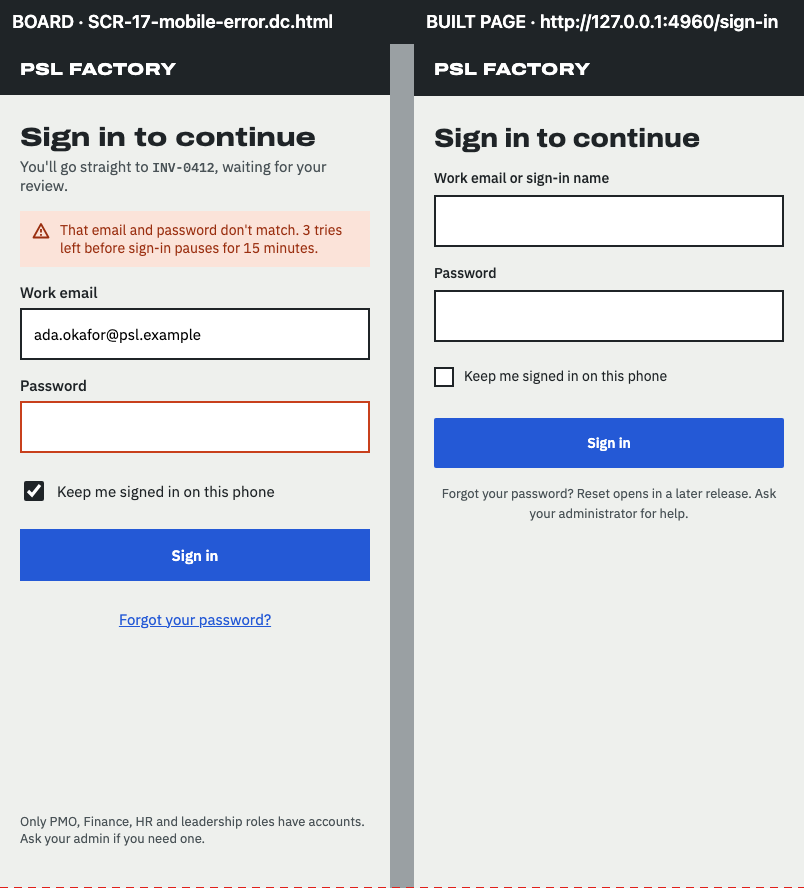 BOARD · SCR-17-mobile-error.dc.html
PSL FACTORY
Sign in to continue
You'll go straight to INV-0412, waiting for your
review.
That email and password don't match. 3 tries
left before sign-in pauses for 15 minutes.
Work email
ada.okafor@psl.example
Password
Keep me signed in on this phone
Sign in
Forgot your password?
Only PMO, Finance, HR and leadership roles have accounts.
Ask your admin if you need one.
BUILT PAGE · http://127.0.0.1:4960/sign-in
PSL FACTORY
Sign in to continue
Work email or sign-in name
Password
Keep me signed in on this phone
Sign in
Forgot your password? Reset opens in a later release. Ask
your administrator for help.